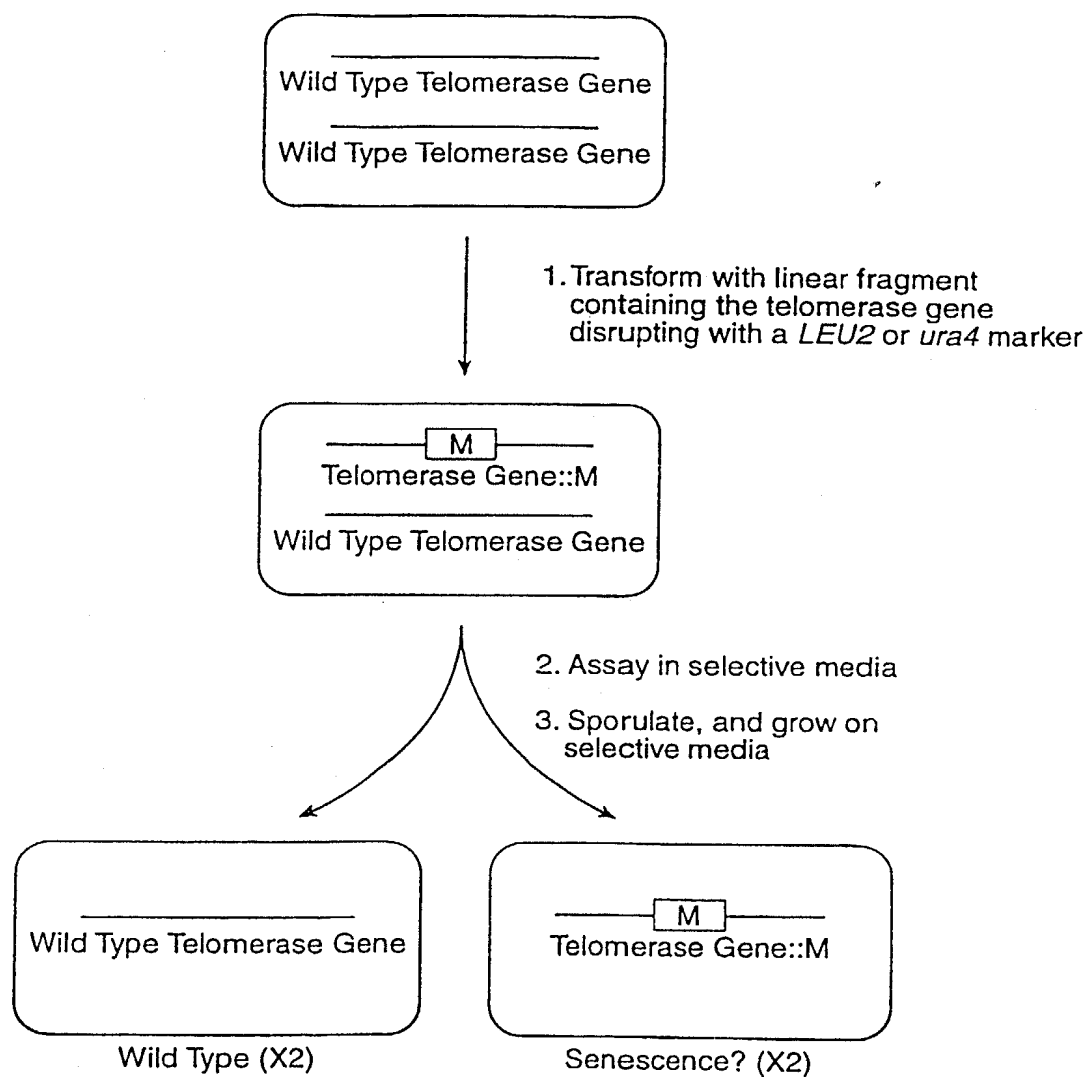 Wild Type Telomerase Gene
Wild Type Telomerase Gene
1. Transform with linear fragment
containing the telomerase gene
disrupting with a LEU2 or ura4 marker
M
Telomerase Gene::M
Wild Type Telomerase Gene
2. Assay in selective media
3. Sporulate, and grow on
selective media
Wild Type Telomerase Gene
Wild Type (X2)
M
Telomerase Gene::M
Senescence? (X2)